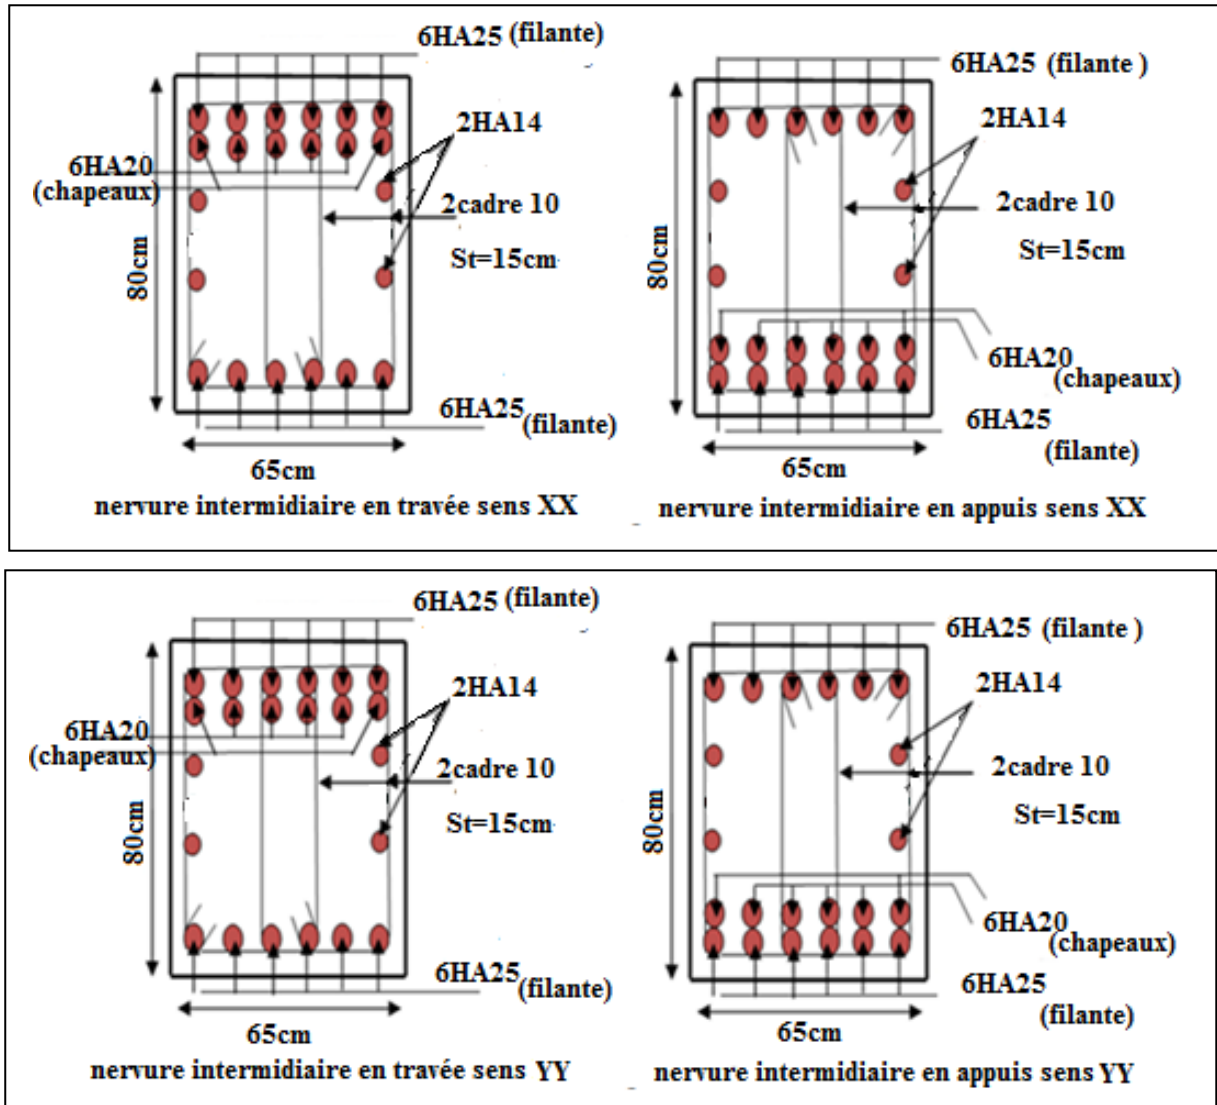 6HA25 (filante)
2HA14
6HA20
(chapeaux)
2cadre 10
St=15cm
80cm
6HA25 (filante)
65cm
nervure intermidiaire en travée sens XX
6HA25 (filante )
2HA14
2cadre 10
St=15cm
80cm
6HA20
(chapeaux)
6HA25
(filante)
65cm
nervure intermidiaire en appuis sens XX
6HA25 (filante)
2HA14
6HA20
(chapeaux)
2cadre 10
St=15cm
80cm
6HA25 (filante)
65cm
nervure intermidiaire en travée sens YY
6HA25 (filante )
2HA14
2cadre 10
St=15cm
80cm
6HA20
(chapeaux)
6HA25
(filante)
65cm
nervure intermidiaire en appuis sens YY